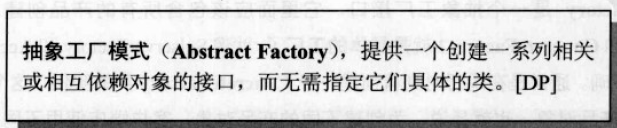 抽象工厂模式（Abstract Factory），提供一个创建一系列相关
或相互依赖对象的接口，而无需指定它们具体的类。[DP]